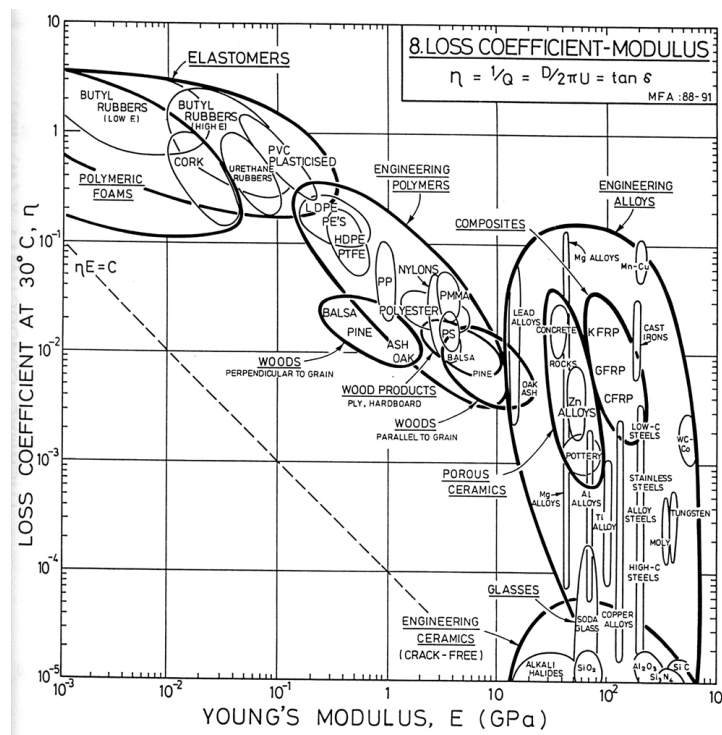 8. LOSS COEFFICIENT-MODULUS
η = 1/Q = D/2πU = tan δ
MFA :88-91
10
1
10⁻¹
10⁻²
10⁻³
10⁻⁴
10⁻⁵
LOSS COEFFICIENT AT 30°C, η
ELASTOMERS
BUTYL
RUBBERS
(LOW E)
BUTYL
RUBBERS
(HIGH E)
PVC
PLASTICISED
CORK
URETHANE
RUBBERS
POLYMERIC
FOAMS
ENGINEERING
POLYMERS
LDPE
PE'S
HDPE
PTFE
PP
NYLONS
PMMA
POLYESTER
PS
BALSA
PINE
ASH
OAK
WOODS
PERPENDICULAR TO GRAIN
WOOD PRODUCTS
PLY, HARDBOARD
BALSA
PINE
OAK
ASH
WOODS
PARALLEL TO GRAIN
ηE=C
COMPOSITES
ENGINEERING
ALLOYS
Mg ALLOYS
Mn-Cu
LEAD
ALLOYS
CONCRETE
KFRP
CAST
IRONS
ROCKS
GFRP
CFRP
Zn
ALLOYS
LOW-C
STEELS
WC-
Co
POTTERY
POROUS
CERAMICS
Mg
ALLOYS
Al
ALLOYS
Ti
ALLOY
STAINLESS
STEELS
ALLOY
STEELS
TUNGSTEN
MOLY
HIGH-C
STEELS
GLASSES
SODA
GLASS
COPPER
ALLOYS
ENGINEERING
CERAMICS
(CRACK-FREE)
ALKALI
HALIDES
SiO₂
Al₂O₃
SiC
Si₃N₄
10⁻³
10⁻²
10⁻¹
1
10
10²
10³
YOUNG'S MODULUS, E (GPa)